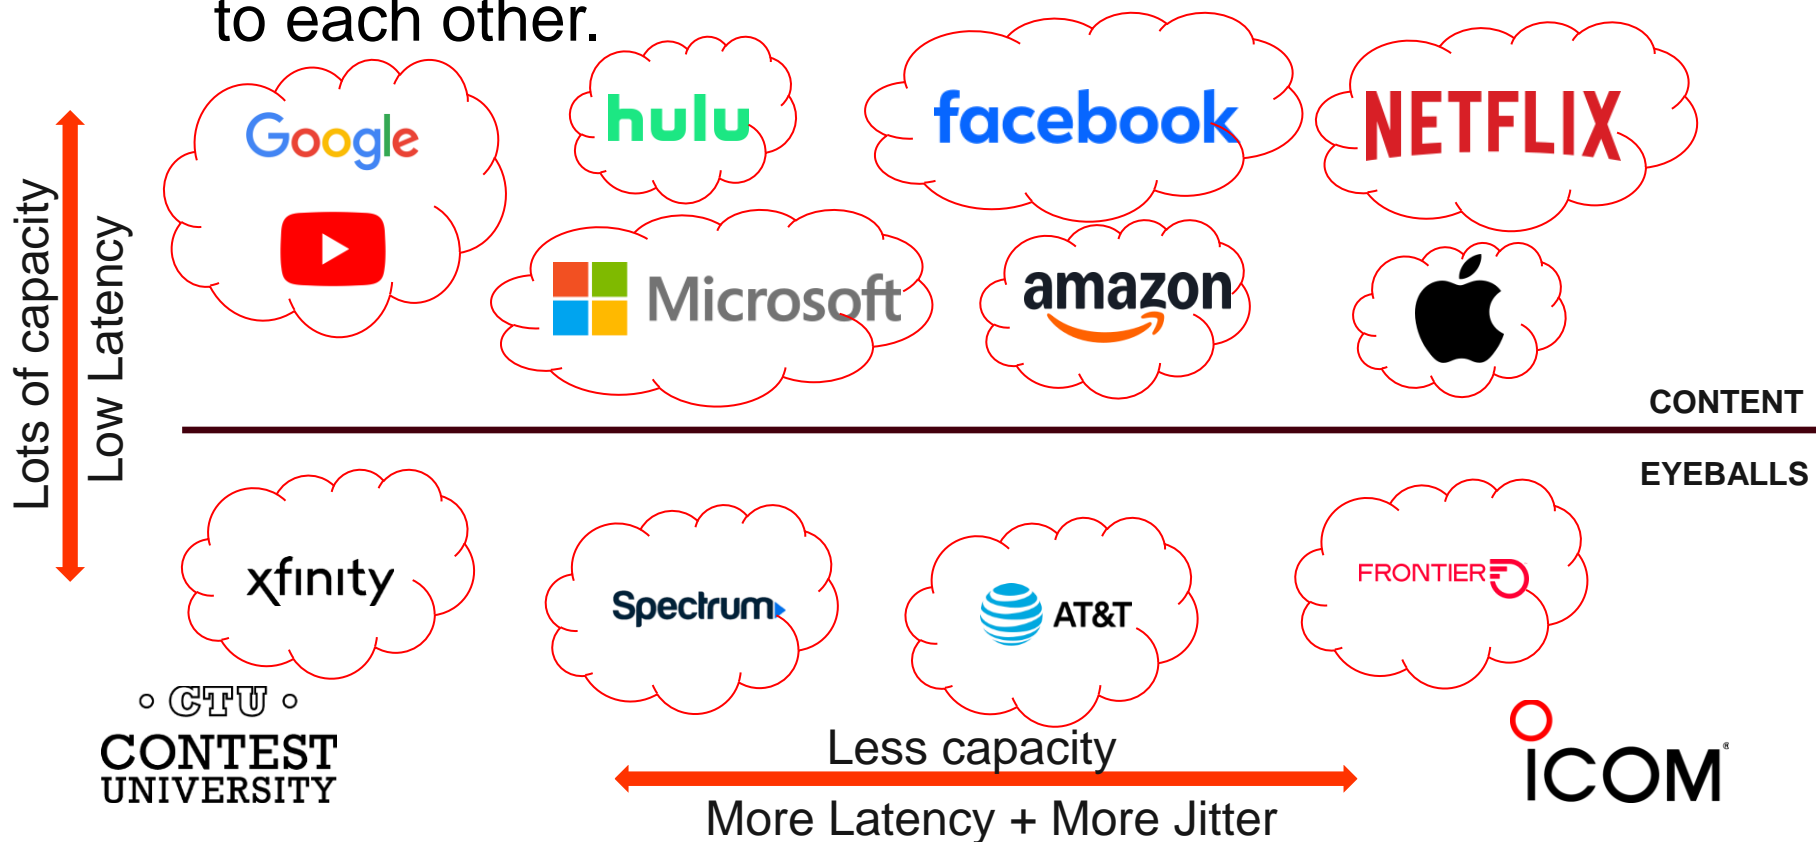 to each other.
Google
hulu
facebook
NETFLIX
Microsoft
amazon
Lots of capacity
Low Latency
CONTENT
EYEBALLS
xfinity
Spectrum
AT&T
FRONTIER
CTU
CONTEST
UNIVERSITY
Less capacity
More Latency + More Jitter
ICOM®